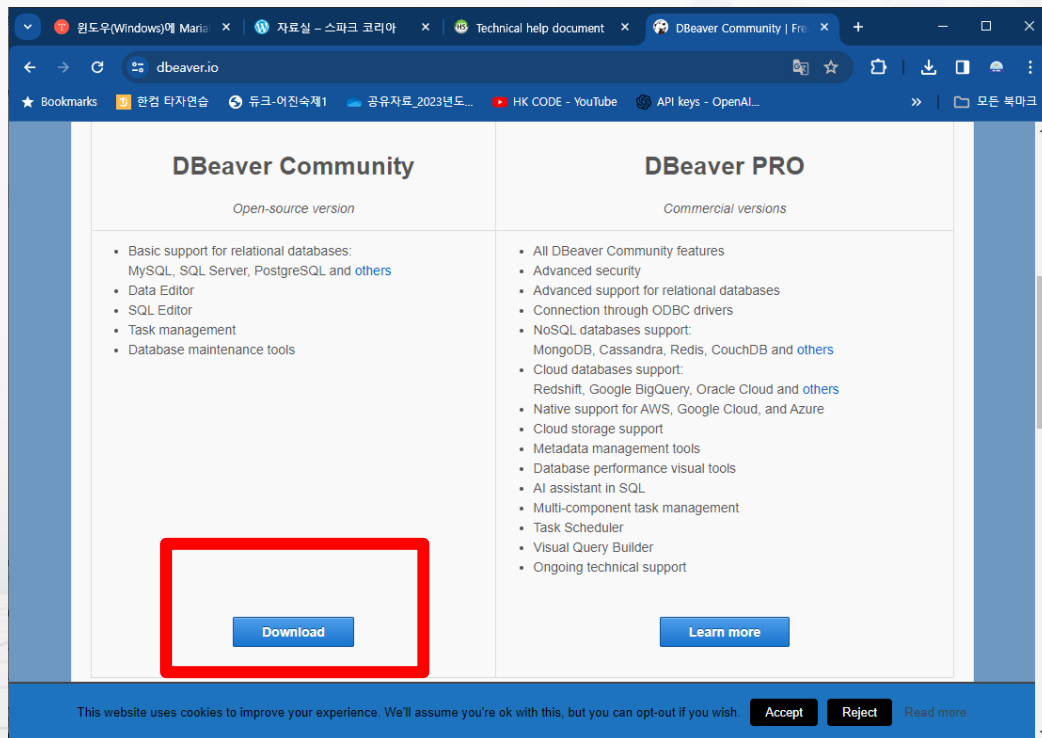 윈도우(Windows)에 Maria
자료실 – 스파크 코리아
Technical help document
DBeaver Community | Fre
dbeaver.io
Bookmarks
한컴 타자연습
듀크-어진숙제1
공유자료_2023년도...
HK CODE - YouTube
API keys - OpenAI...
»
모든 북마크
DBeaver Community
Open-source version
Basic support for relational databases:
MySQL, SQL Server, PostgreSQL and others
Data Editor
SQL Editor
Task management
Database maintenance tools
Download
DBeaver PRO
Commercial versions
All DBeaver Community features
Advanced security
Advanced support for relational databases
Connection through ODBC drivers
NoSQL databases support:
MongoDB, Cassandra, Redis, CouchDB and others
Cloud databases support:
Redshift, Google BigQuery, Oracle Cloud and others
Native support for AWS, Google Cloud, and Azure
Cloud storage support
Metadata management tools
Database performance visual tools
AI assistant in SQL
Multi-component task management
Task Scheduler
Visual Query Builder
Ongoing technical support
Learn more
This website uses cookies to improve your experience. We'll assume you're ok with this, but you can opt-out if you wish.
Accept
Reject
Read more